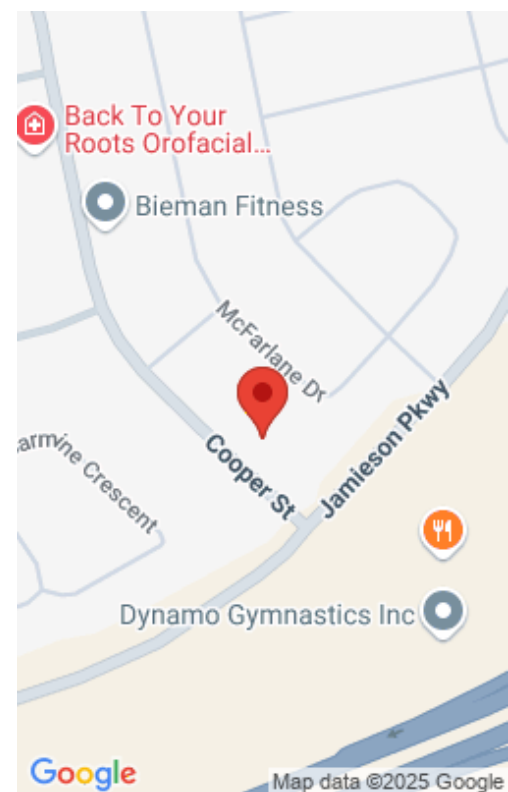 Back To Your
Roots Orofacial...
Bieman Fitness
McFarlane Dr
Cooper St
Jamieson Pkwy
armine Crescent
Dynamo Gymnastics Inc
Google
Map data ©2025 Google